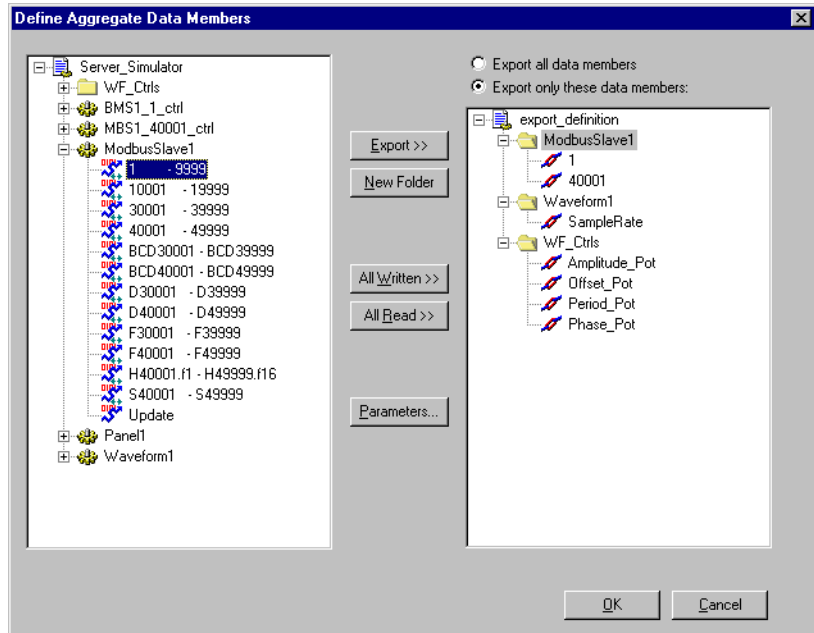 Define Aggregate Data Members
Server_Simulator
WF_Ctrls
BMS1_1_ctrl
MBS1_40001_ctrl
ModbusSlave1
1 - 9999
10001 - 19999
30001 - 39999
40001 - 49999
BCD30001 - BCD39999
BCD40001 - BCD49999
D30001 - D39999
D40001 - D49999
F30001 - F39999
F40001 - F49999
H40001.f1 - H49999.f16
S40001 - S49999
Update
Panel1
Waveform1
Export >>
New Folder
All Written >>
All Read >>
Parameters...
Export all data members
Export only these data members:
export_definition
ModbusSlave1
1
40001
Waveform1
SampleRate
WF_Ctrls
Amplitude_Pot
Offset_Pot
Period_Pot
Phase_Pot
OK
Cancel